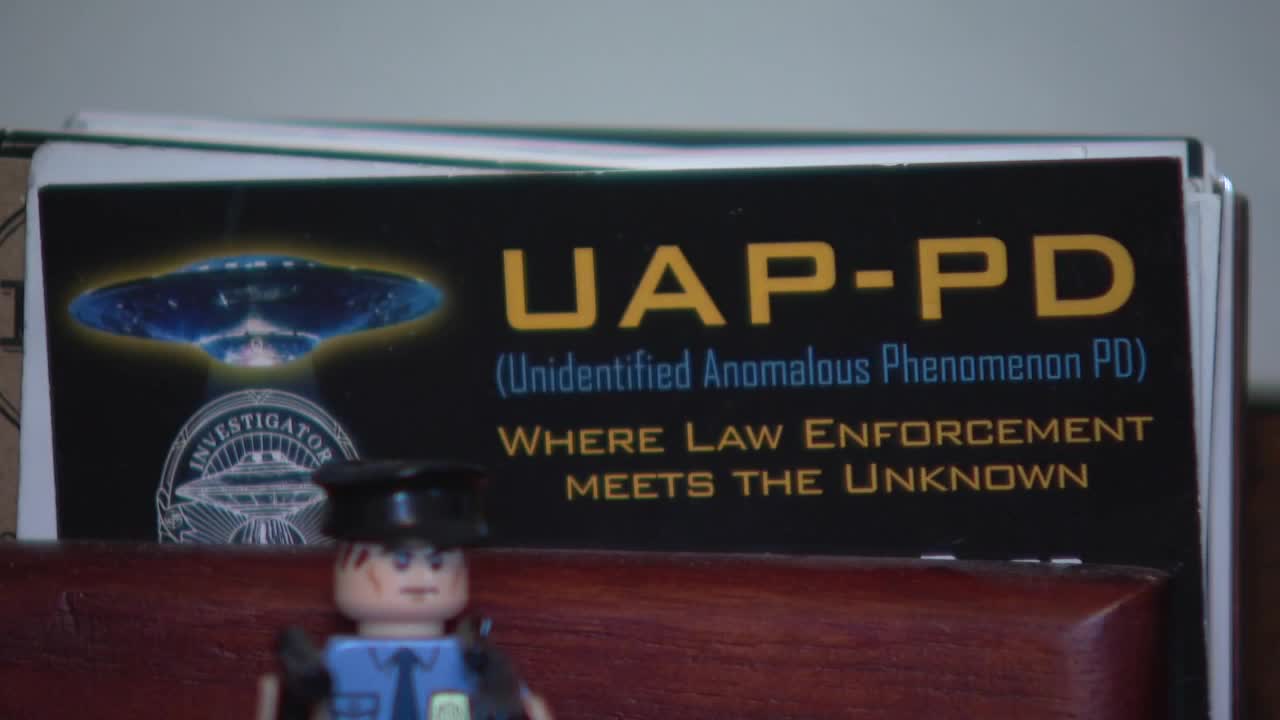 UAP-PD
(Unidentified Anomalous Phenomenon PD)
WHERE LAW ENFORCEMENT
MEETS THE UNKNOWN
INVESTIGATOR